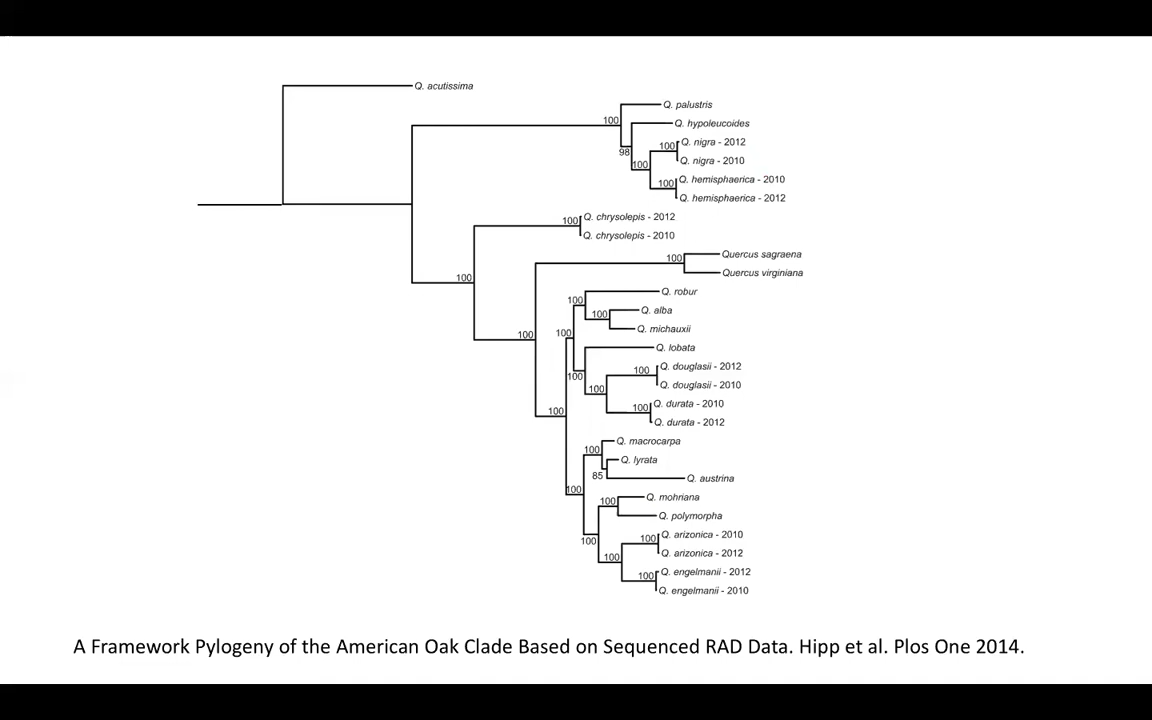 Q. acutissima
Q. palustris
100
Q. hypoleucoides
Q. nigra - 2012
100
98
Q. nigra - 2010
100
Q. hemisphaerica - 2010
100
Q. hemisphaerica - 2012
Q. chrysolepis - 2012
100
Q. chrysolepis - 2010
Quercus sagraena
100
Quercus virginiana
100
Q. robur
100
Q. alba
100
Q. michauxii
100
100
Q. lobata
Q. douglasii - 2012
100
100
Q. douglasii - 2010
100
Q. durata - 2010
100
Q. durata - 2012
100
Q. macrocarpa
100
Q. lyrata
85
Q. austrina
100
Q. mohriana
100
Q. polymorpha
Q. arizonica - 2010
100
100
Q. arizonica - 2012
100
Q. engelmanii - 2012
100
Q. engelmanii - 2010
A Framework Pylogeny of the American Oak Clade Based on Sequenced RAD Data. Hipp et al. Plos One 2014.